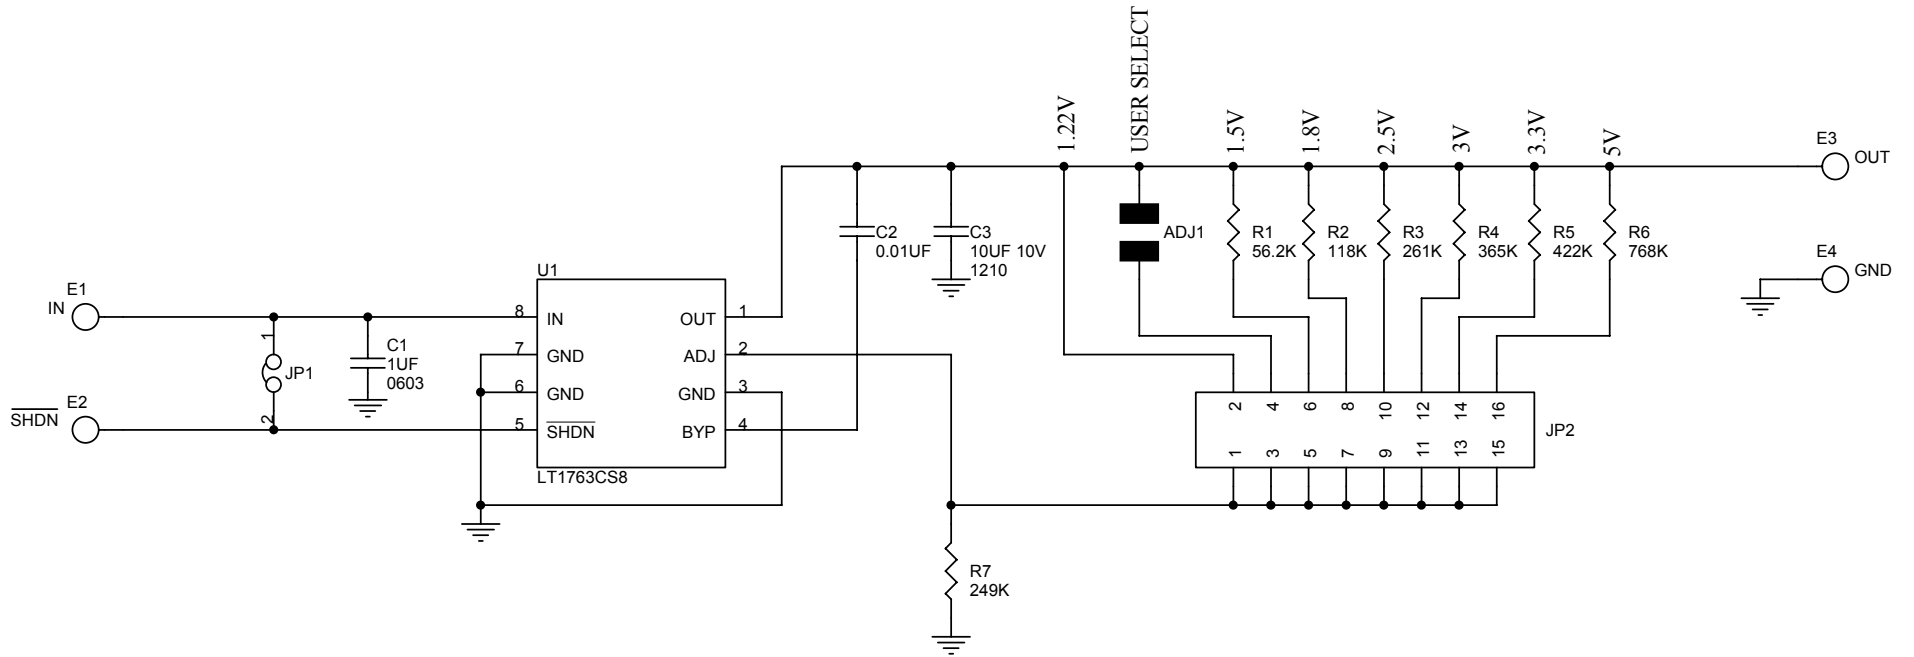 1.22V
USER SELECT
1.5V
1.8V
2.5V
3V
3.3V
5V
E3
OUT
C2
0.01UF
C3
10UF 10V
1210
ADJ1
R1
56.2K
R2
118K
R3
261K
R4
365K
R5
422K
R6
768K
E4
GND
E1
IN
E2
SHDN
1
JP1
2
C1
1UF
0603
U1
8 IN OUT 1
7 GND ADJ 2
6 GND GND 3
5 SHDN BYP 4
LT1763CS8
2 4 6 8 10 12 14 16
1 3 5 7 9 11 13 15
JP2
R7
249K